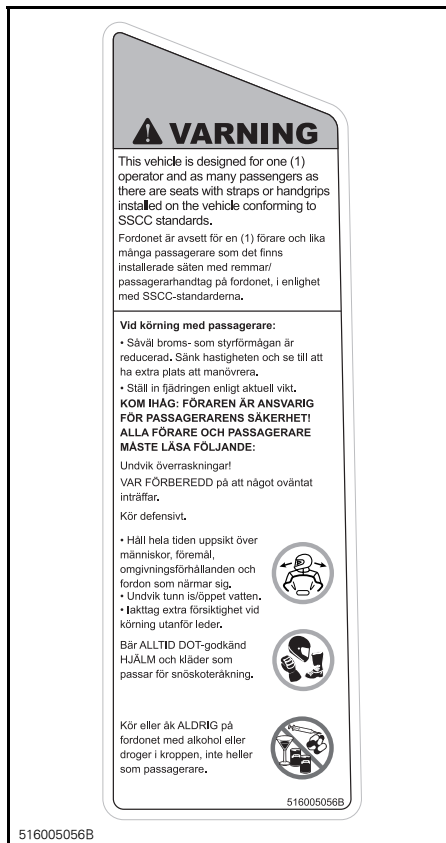 VARNING
This vehicle is designed for one (1)
operator and as many passengers as
there are seats with straps or handgrips
installed on the vehicle conforming to
SSCC standards.
Fordonet är avsett för en (1) förare och lika
många passagerare som det finns
installerade säten med remmar/
passagerarhandtag på fordonet, i enlighet
med SSCC-standarderna.
Vid körning med passagerare:
• Såväl broms- som styrförmågan är
reducerad. Sänk hastigheten och se till att
ha extra plats att manövrera.
• Ställ in fjädringen enligt aktuell vikt.
KOM IHÅG: FÖRAREN ÄR ANSVARIG
FÖR PASSAGERARENS SÄKERHET!
ALLA FÖRARE OCH PASSAGERARE
MÅSTE LÄSA FÖLJANDE:
Undvik överraskningar!
VAR FÖRBEREDD på att något oväntat
inträffar.
Kör defensivt.
• Håll hela tiden uppsikt över
människor, föremål,
omgivningsförhållanden och
fordon som närmar sig.
• Undvik tunn is/öppet vatten.
• Iakttag extra försiktighet vid
körning utanför leder.
Bär ALLTID DOT-godkänd
HJÄLM och kläder som
passar för snöskoteråkning.
Kör eller åk ALDRIG på
fordonet med alkohol eller
droger i kroppen, inte heller
som passagerare.
516005056B
516005056B